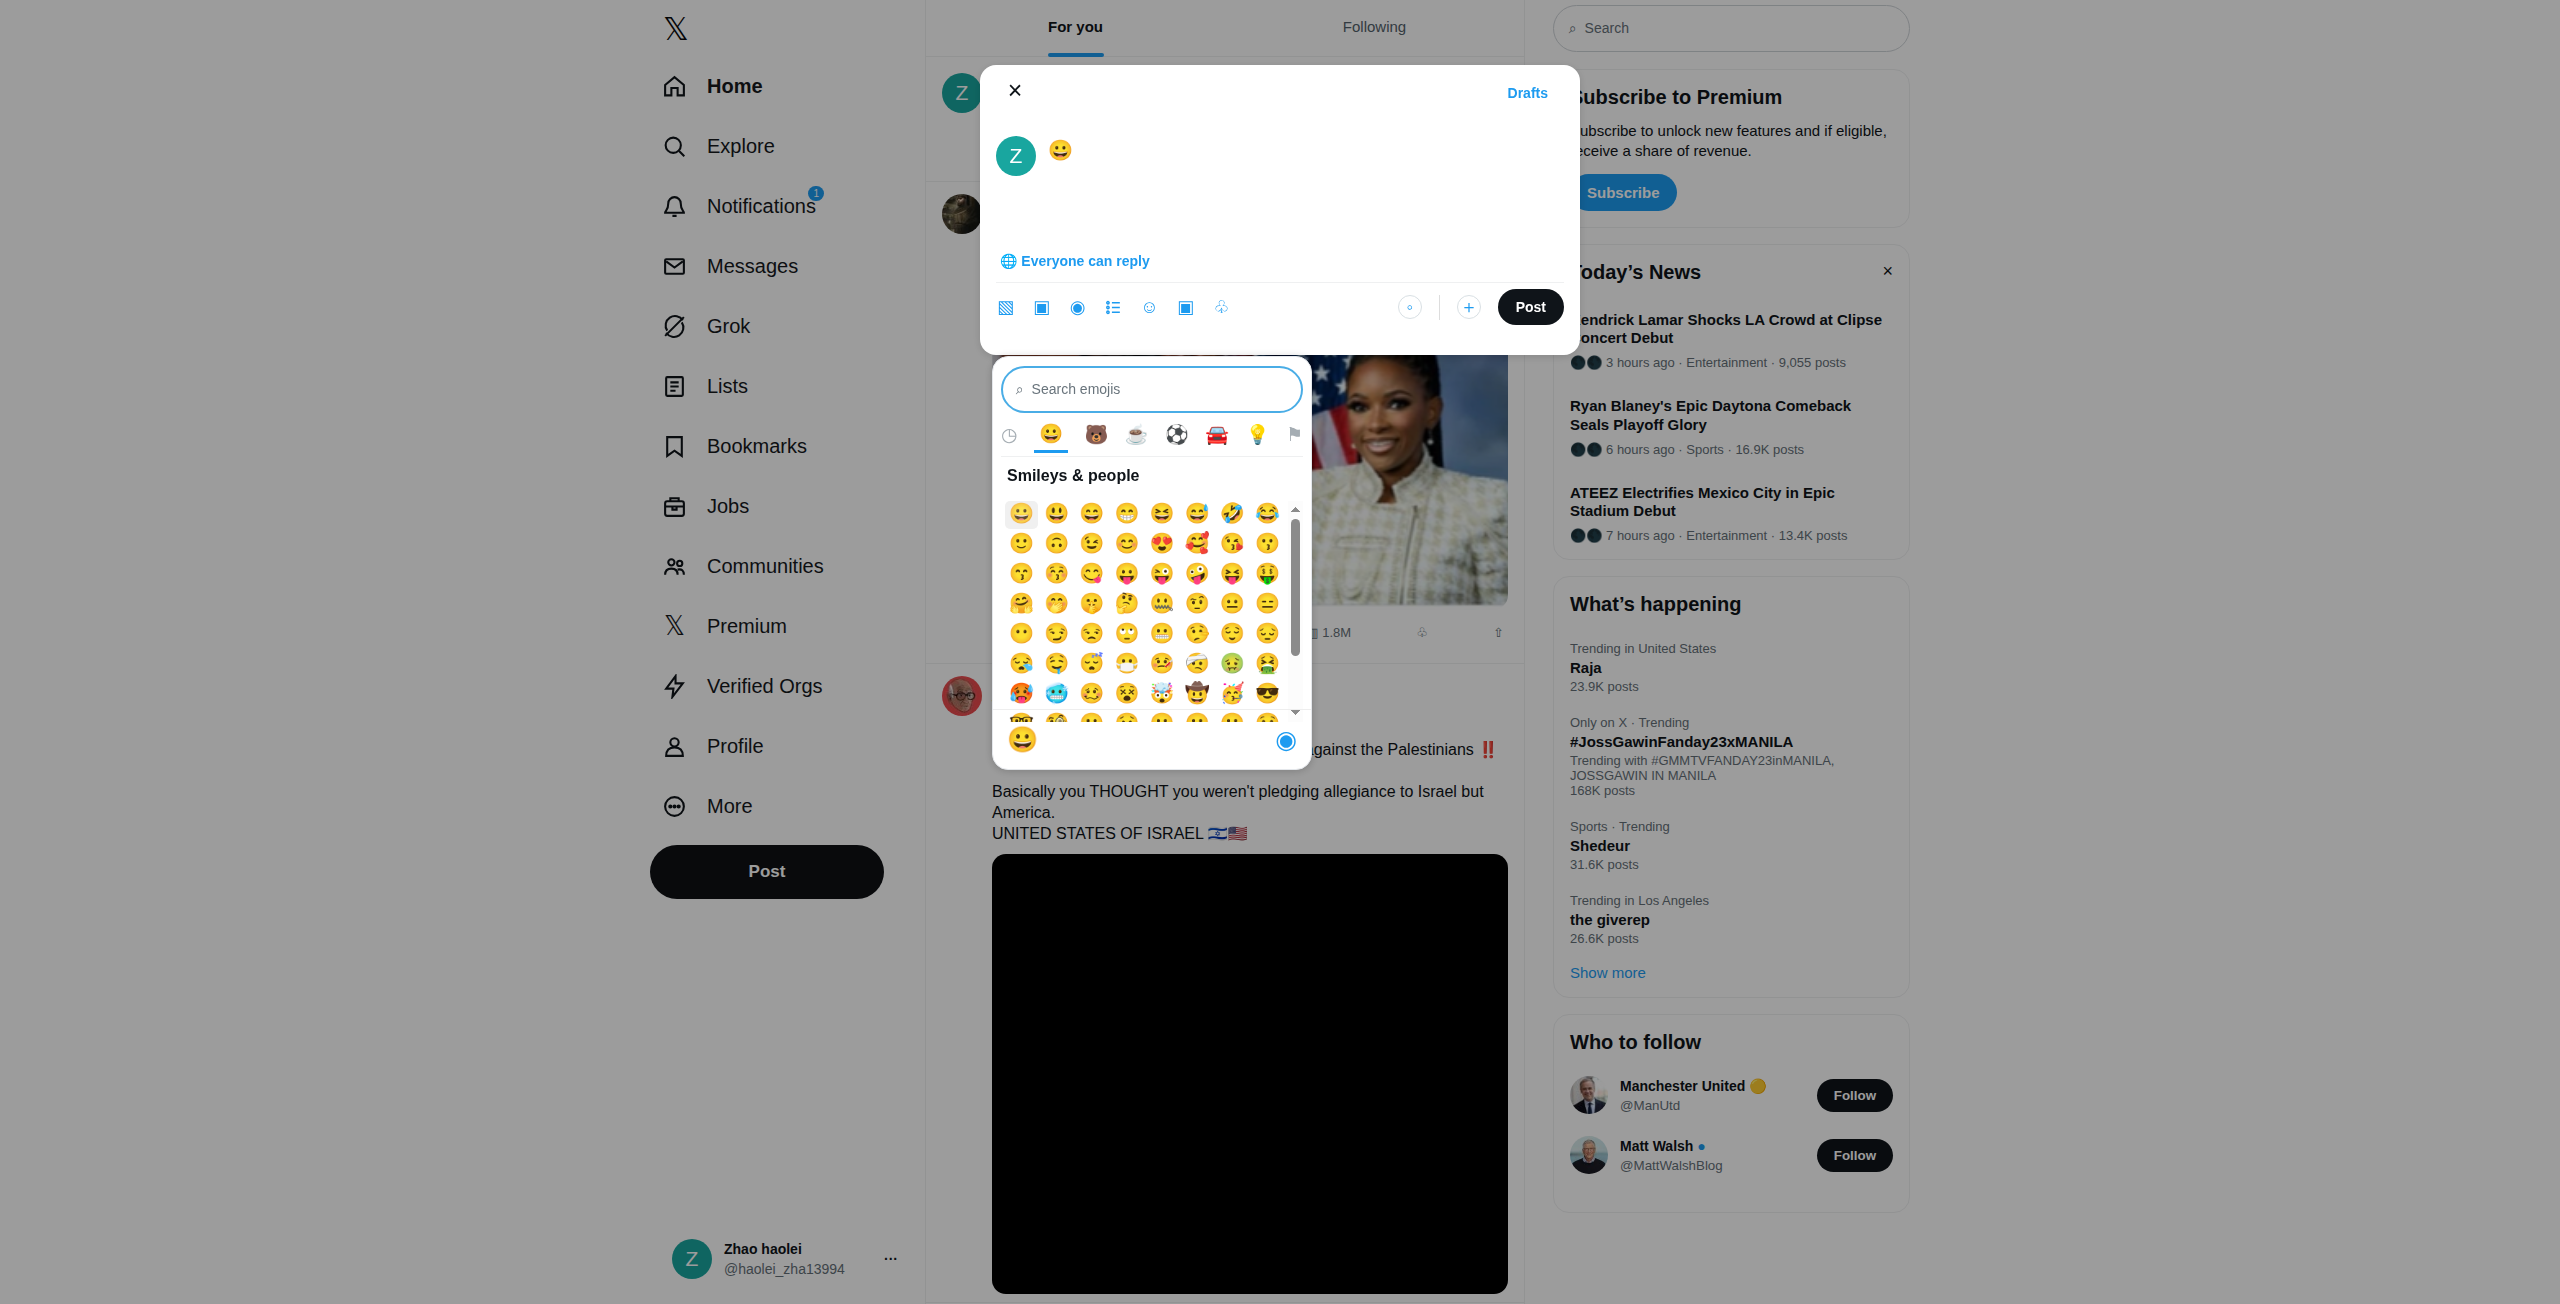 𝕏
Home
Explore
Notifications
1
Messages
Grok
Lists
Bookmarks
Jobs
Communities
Premium
Verified Orgs
Profile
More
Post
Z
Zhao haolei
@haolei_zha13994
...
For you
Following
Z
×
Drafts
Z
😀
Everyone can reply
Post
Search emojis
Smileys & people
1.8M
against the Palestinians ‼️
Basically you THOUGHT you weren't pledging allegiance to Israel but
America.
UNITED STATES OF ISRAEL 🇮🇱🇺🇸
Search
Subscribe to Premium
ubscribe to unlock new features and if eligible,
eceive a share of revenue.
Subscribe
Today’s News
×
endrick Lamar Shocks LA Crowd at Clipse
oncert Debut
3 hours ago · Entertainment · 9,055 posts
Ryan Blaney's Epic Daytona Comeback
Seals Playoff Glory
6 hours ago · Sports · 16.9K posts
ATEEZ Electrifies Mexico City in Epic
Stadium Debut
7 hours ago · Entertainment · 13.4K posts
What’s happening
Trending in United States
Raja
23.9K posts
Only on X · Trending
#JossGawinFanday23xMANILA
Trending with #GMMTVFANDAY23inMANILA,
JOSSGAWIN IN MANILA
168K posts
Sports · Trending
Shedeur
31.6K posts
Trending in Los Angeles
the giverep
26.6K posts
Show more
Who to follow
Manchester United
@ManUtd
Follow
Matt Walsh
@MattWalshBlog
Follow